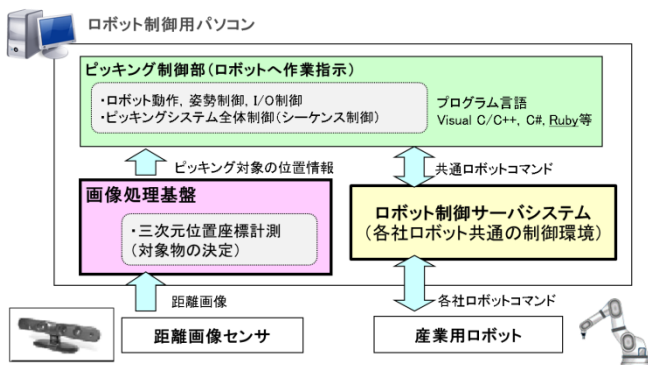 ロボット制御用パソコン
ピッキング制御部(ロボットへ作業指示)
・ロボット動作, 姿勢制御, I/O制御
・ピッキングシステム全体制御(シーケンス制御)
プログラム言語
Visual C/C++, C#, Ruby等
ピッキング対象の位置情報
共通ロボットコマンド
画像処理基盤
・三次元位置座標計測
(対象物の決定)
ロボット制御サーバシステム
(各社ロボット共通の制御環境)
距離画像
各社ロボットコマンド
距離画像センサ
産業用ロボット